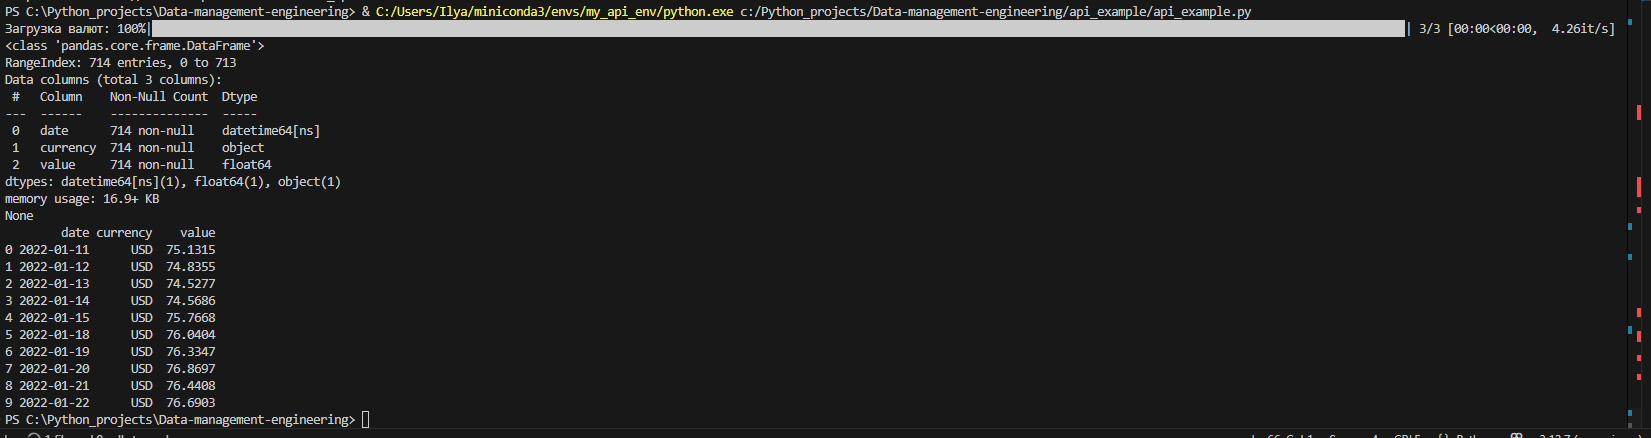 PS C:\Python_projects\Data-management-engineering> & C:/Users/Ilya/miniconda3/envs/my_api_env/python.exe c:/Python_projects/Data-management-engineering/api_example/api_example.py
Загрузка валют: 100%| | 3/3 [00:00<00:00,  4.26it/s]
<class 'pandas.core.frame.DataFrame'>
RangeIndex: 714 entries, 0 to 713
Data columns (total 3 columns):
 #   Column    Non-Null Count  Dtype
---  ------    --------------  -----
 0   date      714 non-null    datetime64[ns]
 1   currency  714 non-null    object
 2   value     714 non-null    float64
dtypes: datetime64[ns](1), float64(1), object(1)
memory usage: 16.9+ KB
None
        date currency    value
0 2022-01-11      USD  75.1315
1 2022-01-12      USD  74.8355
2 2022-01-13      USD  74.5277
3 2022-01-14      USD  74.5686
4 2022-01-15      USD  75.7668
5 2022-01-18      USD  76.0404
6 2022-01-19      USD  76.3347
7 2022-01-20      USD  76.8697
8 2022-01-21      USD  76.4408
9 2022-01-22      USD  76.6903
PS C:\Python_projects\Data-management-engineering>